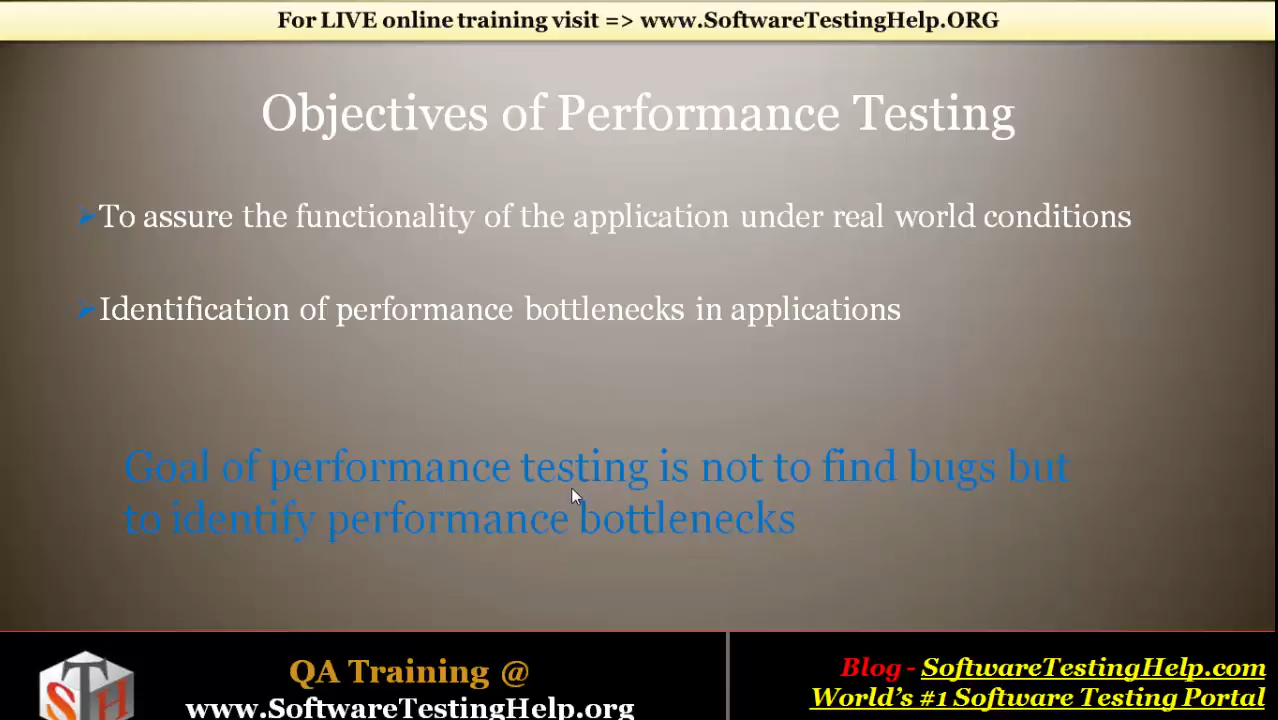 For LIVE online training visit => www.SoftwareTestingHelp.ORG
Objectives of Performance Testing
➢To assure the functionality of the application under real world conditions
➢Identification of performance bottlenecks in applications
Goal of performance testing is not to find bugs but
to identify performance bottlenecks
STH
QA Training @
www.SoftwareTestingHelp.org
Blog - SoftwareTestingHelp.com
World's #1 Software Testing Portal